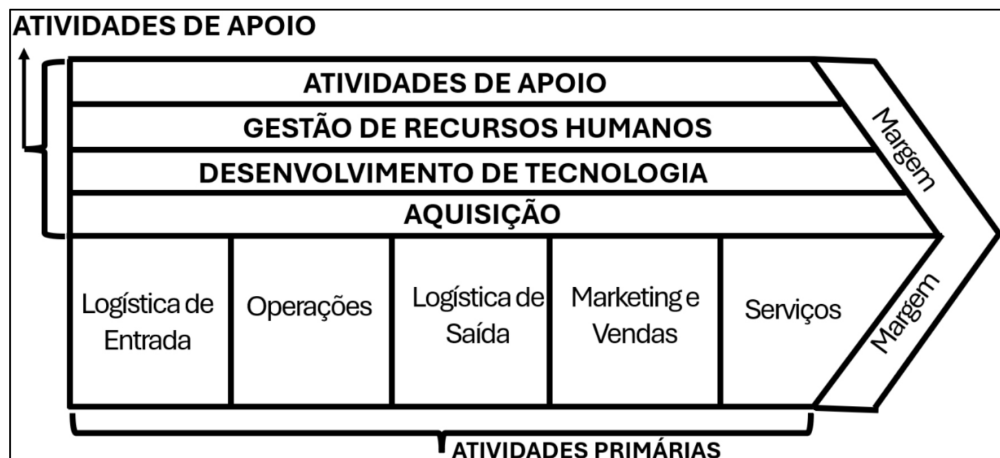 ATIVIDADES DE APOIO
ATIVIDADES DE APOIO
GESTÃO DE RECURSOS HUMANOS
DESENVOLVIMENTO DE TECNOLOGIA
AQUISIÇÃO
Margem
Logística de
Entrada
Operações
Logística de
Saída
Marketing e
Vendas
Serviços
Margem
ATIVIDADES PRIMÁRIAS